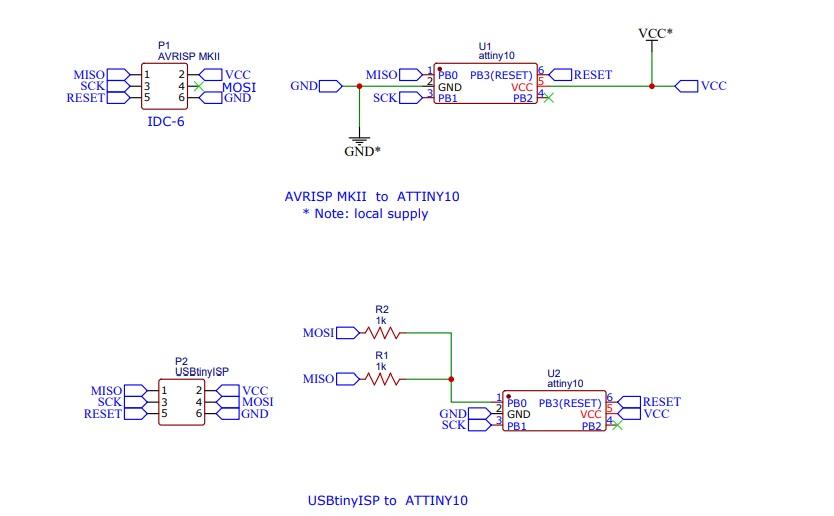 VCC*
P1
AVRISP MKII
U1
attiny10
MISO 1 2 VCC
SCK 3 4 MOSI
RESET 5 6 GND
IDC-6
MISO 1 PB0 PB3(RESET) 6 RESET
GND 2 GND VCC 5 VCC
SCK 3 PB1 PB2 4
GND*
AVRISP MKII to ATTINY10
* Note: local supply
R2
1k
MOSI
R1
1k
MISO
P2
USBtinyISP
U2
attiny10
MISO 1 2 VCC
SCK 3 4 MOSI
RESET 5 6 GND
1 PB0 PB3(RESET) 6 RESET
GND 2 GND VCC 5 VCC
SCK 3 PB1 PB2 4
USBtinyISP to ATTINY10